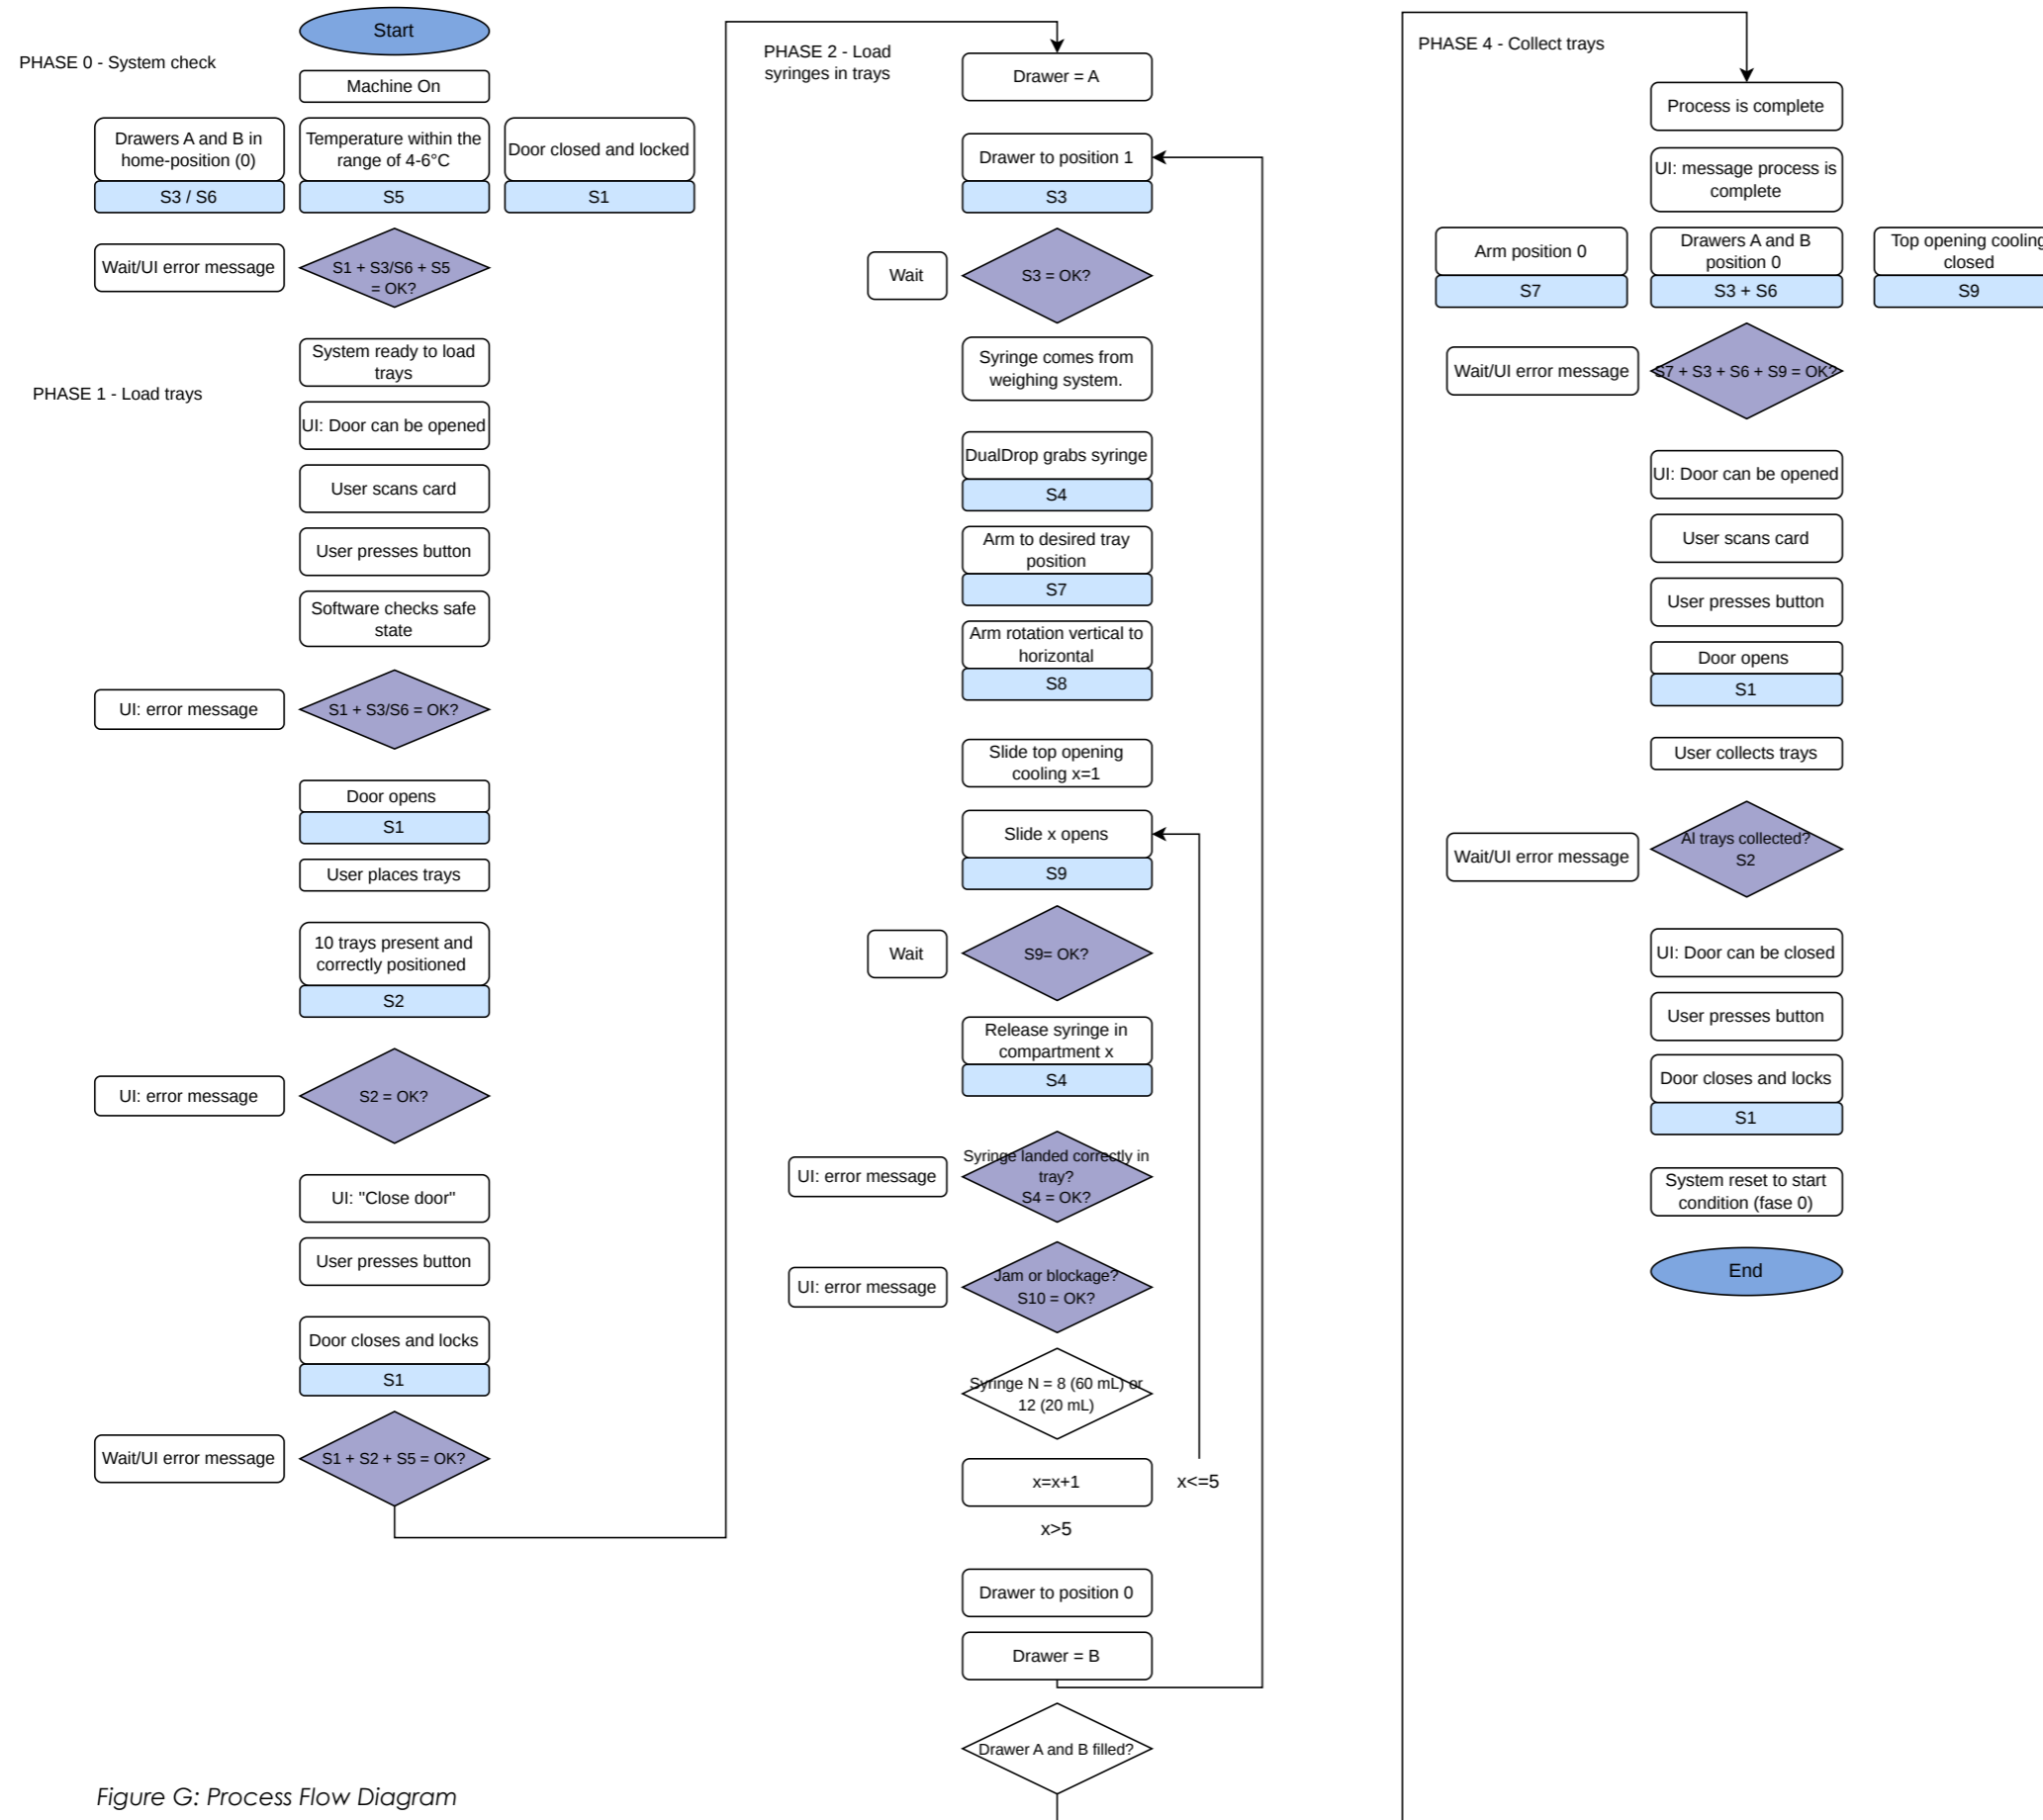 Start
PHASE 0 - System check
Machine On
Drawers A and B in
home-position (0)
S3 / S6
Temperature within the
range of 4-6°C
S5
Door closed and locked
S1
Wait/UI error message
S1 + S3/S6 + S5
= OK?
System ready to load
trays
PHASE 1 - Load trays
UI: Door can be opened
User scans card
User presses button
Software checks safe
state
UI: error message
S1 + S3/S6 = OK?
Door opens
S1
User places trays
10 trays present and
correctly positioned
S2
UI: error message
S2 = OK?
UI: "Close door"
User presses button
Door closes and locks
S1
Wait/UI error message
S1 + S2 + S5 = OK?
PHASE 2 - Load
syringes in trays
Drawer = A
Drawer to position 1
S3
Wait
S3 = OK?
Syringe comes from
weighing system.
DualDrop grabs syringe
S4
Arm to desired tray
position
S7
Arm rotation vertical to
horizontal
S8
Slide top opening
cooling x=1
Slide x opens
S9
Wait
S9= OK?
Release syringe in
compartment x
S4
UI: error message
Syringe landed correctly in
tray?
S4 = OK?
UI: error message
Jam or blockage?
S10 = OK?
Syringe N = 8 (60 mL) or
12 (20 mL)
x=x+1
x<=5
x>5
Drawer to position 0
Drawer = B
Drawer A and B filled?
PHASE 4 - Collect trays
Process is complete
UI: message process is
complete
Arm position 0
S7
Drawers A and B
position 0
S3 + S6
Top opening cooling
closed
S9
Wait/UI error message
S7 + S3 + S6 + S9 = OK?
UI: Door can be opened
User scans card
User presses button
Door opens
S1
User collects trays
Wait/UI error message
Al trays collected?
S2
UI: Door can be closed
User presses button
Door closes and locks
S1
System reset to start
condition (fase 0)
End
Figure G: Process Flow Diagram